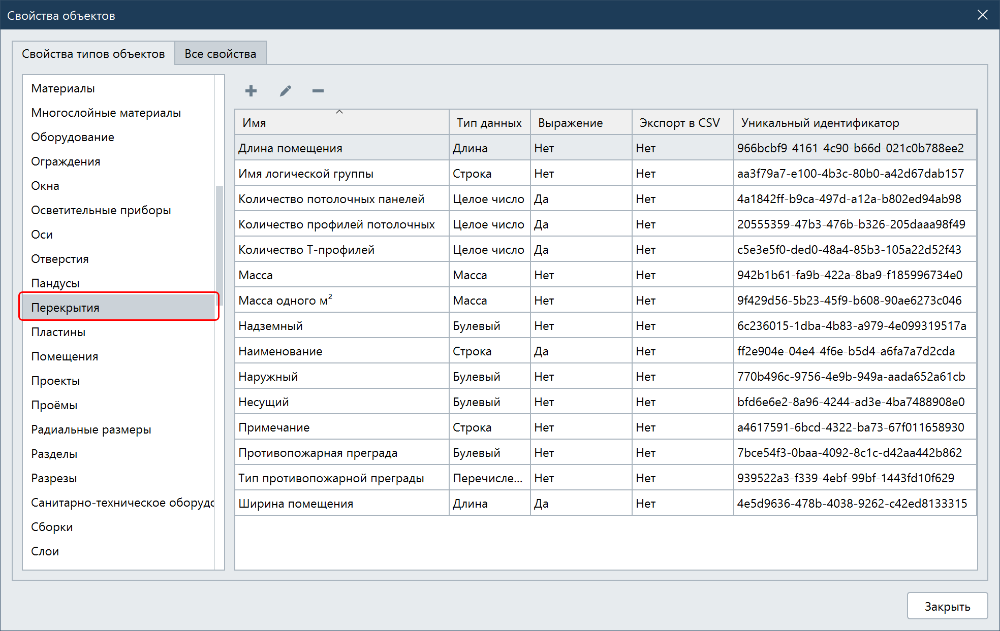 Свойства объектов
Свойства типов объектов
Все свойства
Материалы
Многослойные материалы
Оборудование
Ограждения
Окна
Осветительные приборы
Оси
Отверстия
Пандусы
Перекрытия
Пластины
Помещения
Проекты
Проёмы
Радиальные размеры
Разделы
Разрезы
Санитарно-техническое оборудо
Сборки
Слои
Имя Тип данных Выражение Экспорт в CSV Уникальный идентификатор
Длина помещения Длина Нет Нет 966bcbf9-4161-4c90-b66d-021c0b788ee2
Имя логической группы Строка Нет Нет aa3f79a7-e100-4b3c-80b0-a42d67dab157
Количество потолочных панелей Целое число Да Нет 4a1842ff-b9ca-497d-a12a-b802ed94ab98
Количество профилей потолочных Целое число Да Нет 20555359-47b3-476b-b326-205daaa98f49
Количество Т-профилей Целое число Да Нет c5e3e5f0-ded0-48a4-85b3-105a22d52f43
Масса Масса Нет Нет 942b1b61-fa9b-422a-8ba9-f185996734e0
Масса одного м² Масса Нет Нет 9f429d56-5b23-45f9-b608-90ae6273c046
Надземный Булевый Нет Нет 6c236015-1dba-4b83-a979-4e099319517a
Наименование Строка Да Нет ff2e904e-04e4-4f6e-b5d4-a6fa7a7d2cda
Наружный Булевый Нет Нет 770b496c-9756-4e9b-949a-aada652a61cb
Несущий Булевый Нет Нет bfd6e6e2-8a96-4244-ad3e-4ba7488908e0
Примечание Строка Нет Нет a4617591-6bcd-4322-ba73-67f011658930
Противопожарная преграда Булевый Нет Нет 7bce54f3-0baa-4092-8c1c-d42aa442b862
Тип противопожарной преграды Перечисле... Нет Нет 939522a3-f339-4ebf-99bf-1443fd10f629
Ширина помещения Длина Да Нет 4e5d9636-478b-4038-9262-c42ed8133315
Закрыть